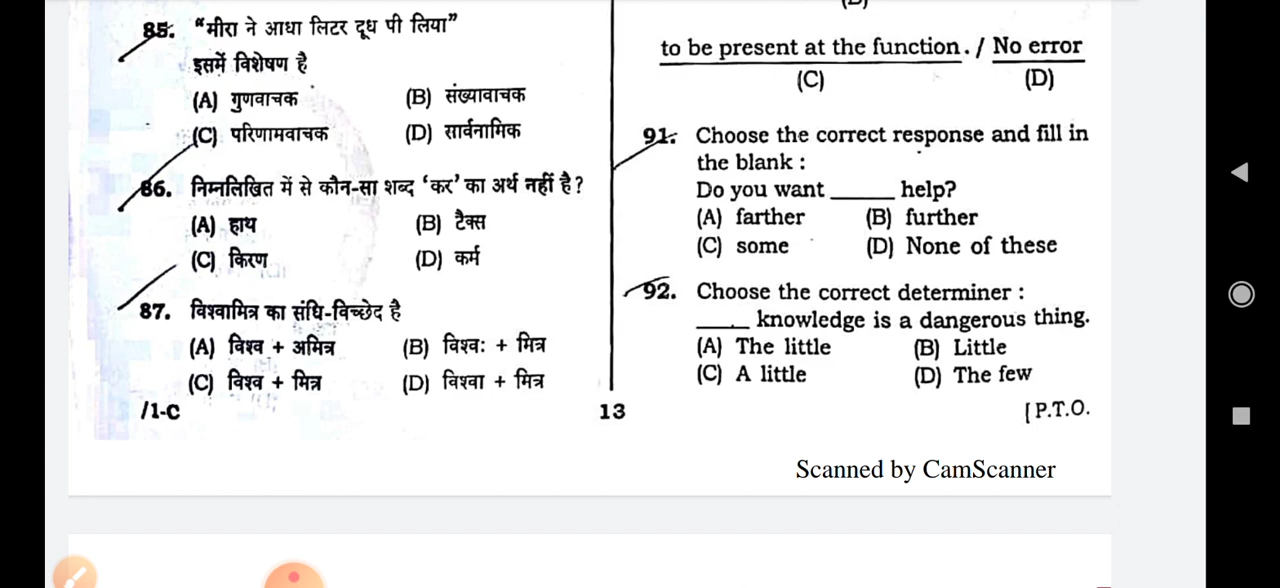 85. “मीरा ने आधा लिटर दूध पी लिया”
इसमें विशेषण है
(A) गुणवाचक (B) संख्यावाचक
(C) परिणामवाचक (D) सार्वनामिक
86. निम्नलिखित में से कौन-सा शब्द ‘कर’ का अर्थ नहीं है?
(A) हाथ (B) टैक्स
(C) किरण (D) कर्म
87. विश्वामित्र का संधि-विच्छेद है
(A) विश्व + अमित्र (B) विश्वः + मित्र
(C) विश्व + मित्र (D) विश्वा + मित्र
/1-C
13
to be present at the function. / No error
(C) (D)
91. Choose the correct response and fill in
the blank :
Do you want _____ help?
(A) farther (B) further
(C) some (D) None of these
92. Choose the correct determiner :
_____ knowledge is a dangerous thing.
(A) The little (B) Little
(C) A little (D) The few
[ P.T.O.
Scanned by CamScanner